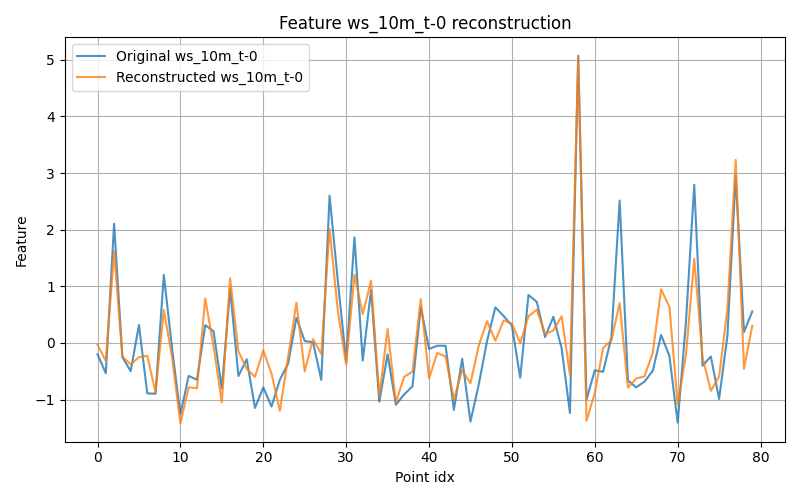 Feature ws_10m_t-0 reconstruction
Original ws_10m_t-0
Reconstructed ws_10m_t-0
Feature
5
4
3
2
1
0
−1
0 10 20 30 40 50 60 70 80
Point idx